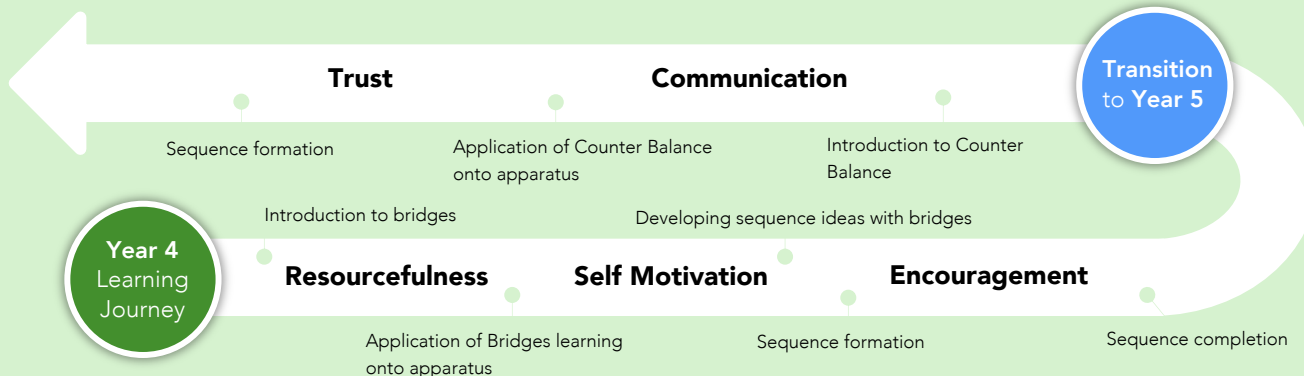 Trust
Communication
Transition
to Year 5
Sequence formation
Application of Counter Balance
onto apparatus
Introduction to Counter
Balance
Introduction to bridges
Developing sequence ideas with bridges
Year 4
Learning
Journey
Resourcefulness
Self Motivation
Encouragement
Application of Bridges learning
onto apparatus
Sequence formation
Sequence completion